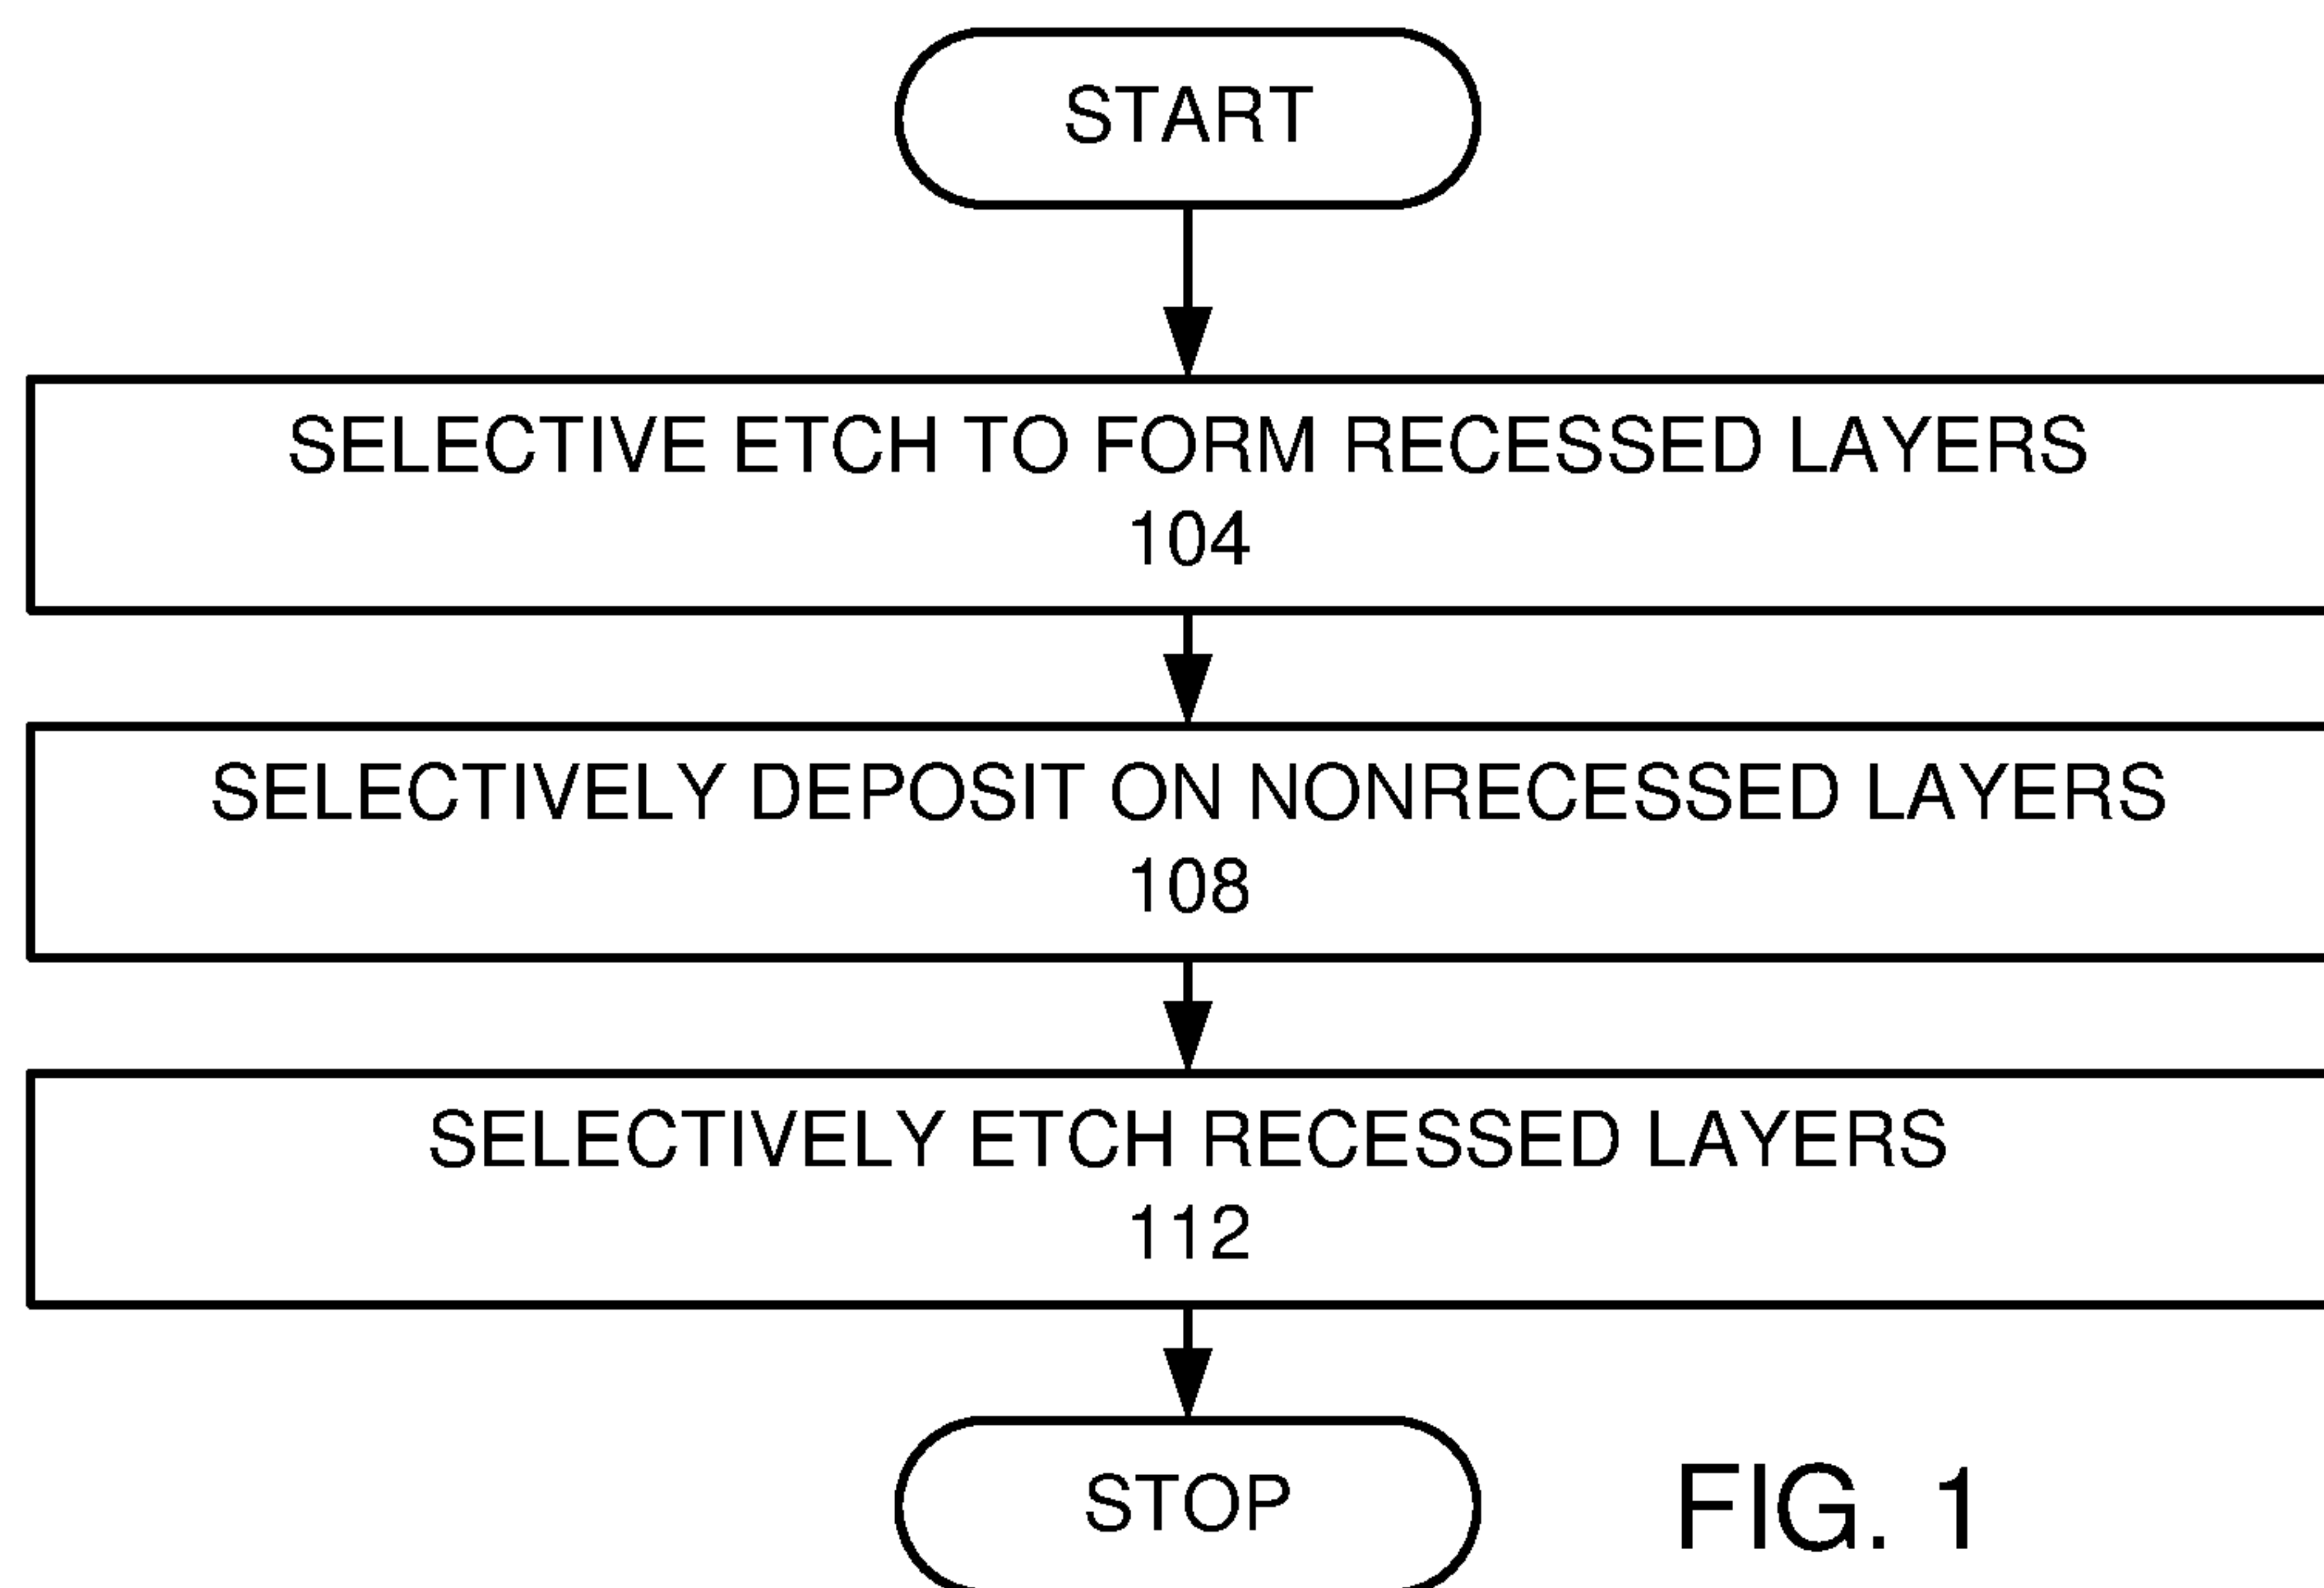 START
SELECTIVE ETCH TO FORM RECESSED LAYERS
104
SELECTIVELY DEPOSIT ON NONRECESSED LAYERS
108
SELECTIVELY ETCH RECESSED LAYERS
112
STOP
FIG. 1